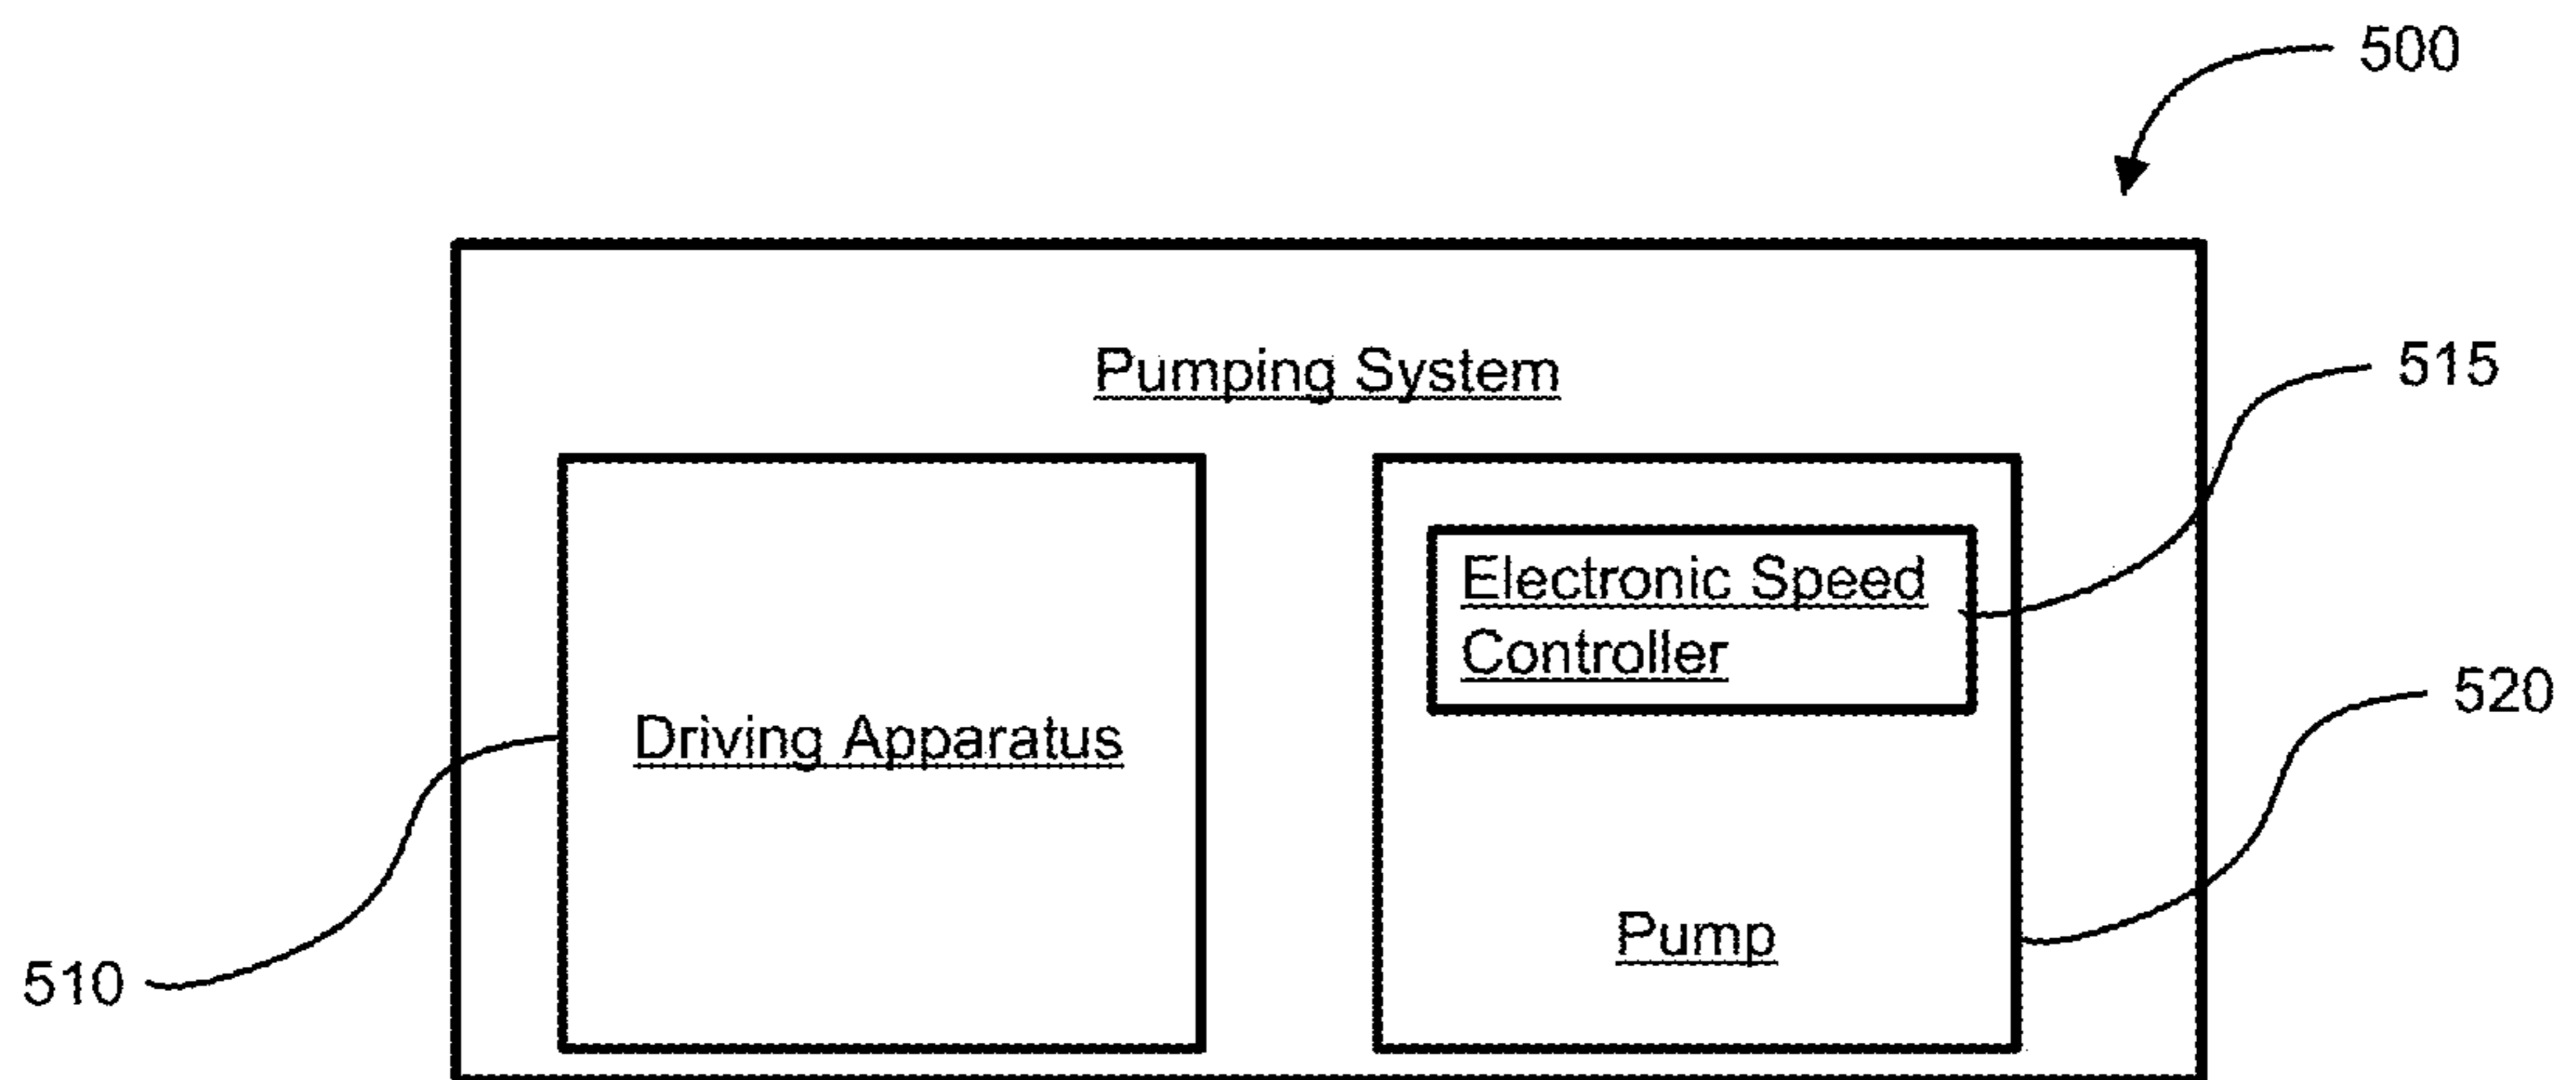 500
Pumping System
515
Electronic Speed
Controller
520
Driving Apparatus
Pump
510